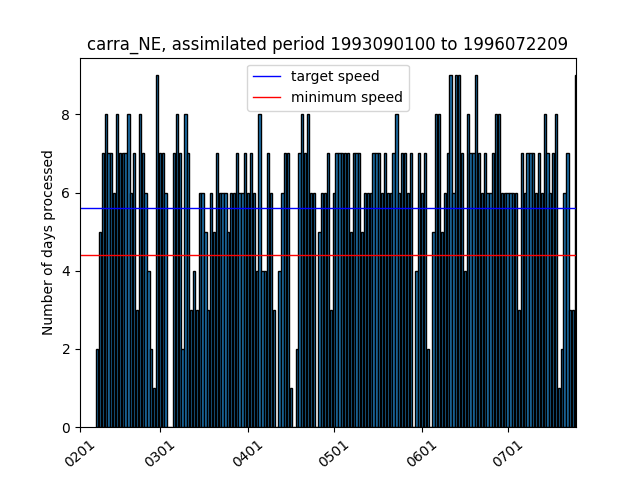 carra_NE, assimilated period 1993090100 to 1996072209
target speed
minimum speed
Number of days processed
8
6
4
2
0
0201
0301
0401
0501
0601
0701